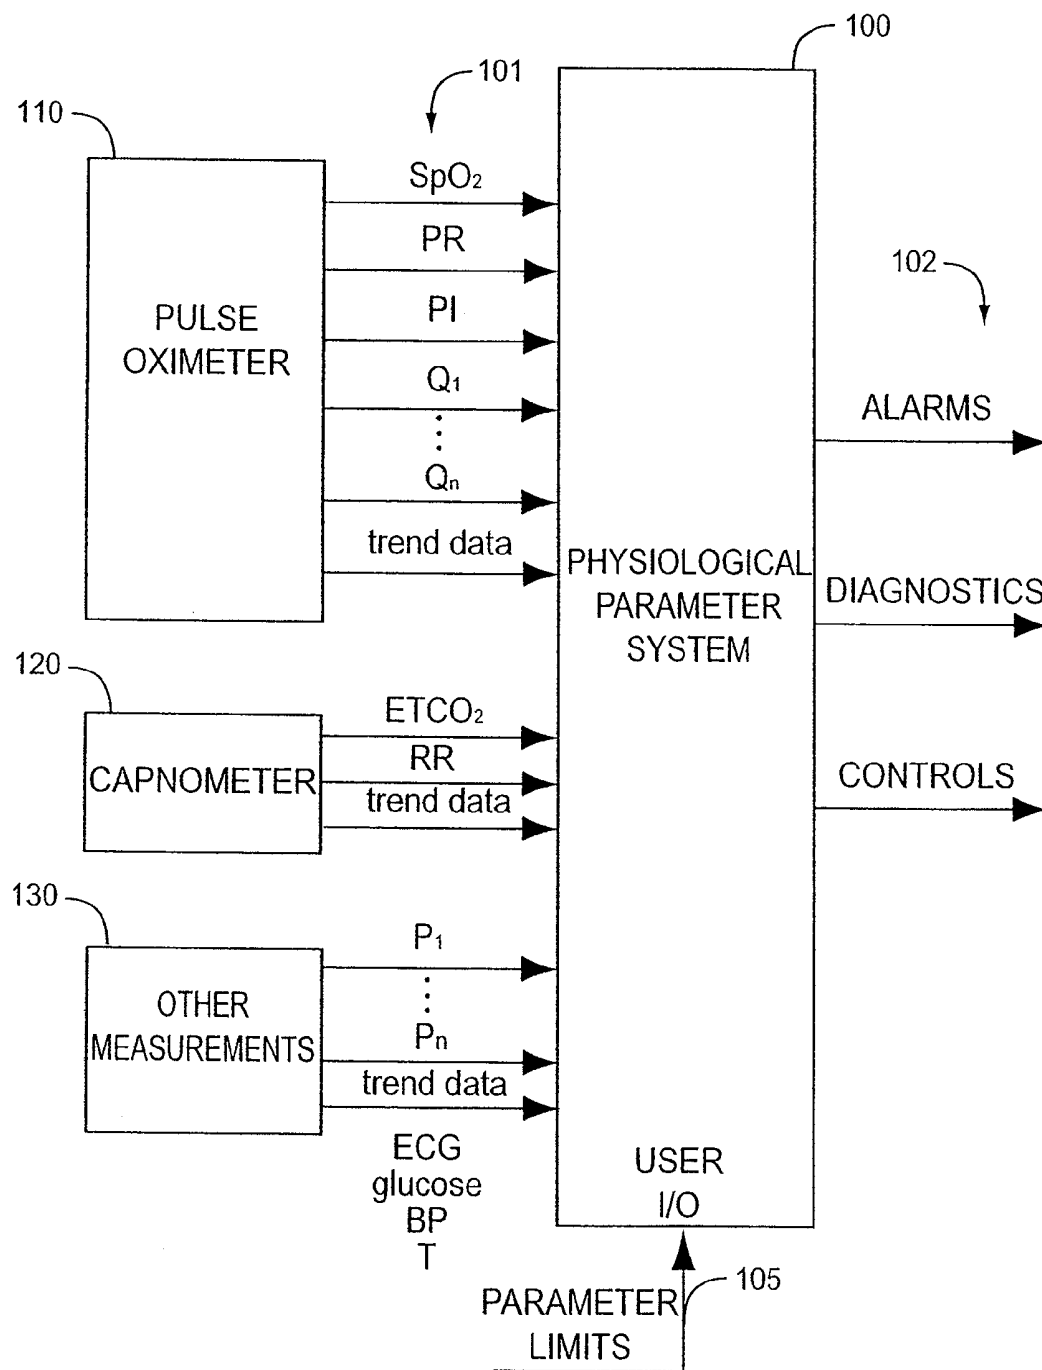 100
101
110
SpO₂
PR
102
PI
PULSE
OXIMETER
Q₁
ALARMS
Qₙ
trend data
PHYSIOLOGICAL
PARAMETER
SYSTEM
DIAGNOSTICS
120
ETCO₂
RR
CAPNOMETER
trend data
CONTROLS
130
P₁
OTHER
MEASUREMENTS
Pₙ
trend data
ECG
glucose
BP
T
USER
I/O
105
PARAMETER
LIMITS